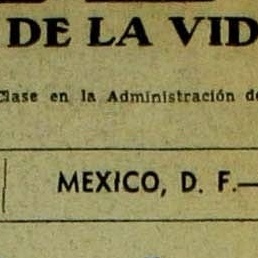 DE LA VID
Clase en la Administración de
MEXICO, D. F.—